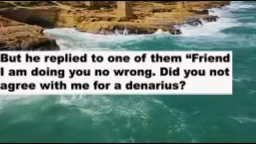 But he replied to one of them “Friend
I am doing you no wrong. Did you not
agree with me for a denarius?